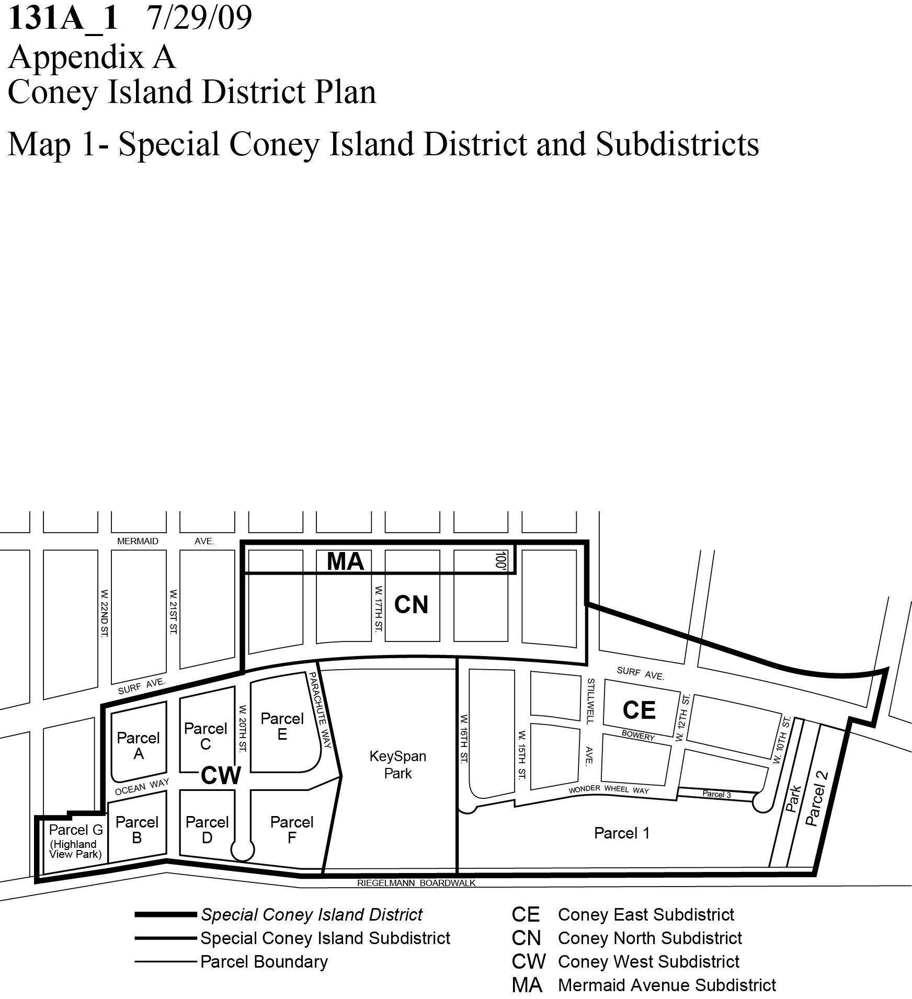 131A_1 7/29/09
Appendix A
Coney Island District Plan
Map 1- Special Coney Island District and Subdistricts
MERMAID AVE.
MA
100'
W. 22ND ST.
W. 21ST ST.
W. 17TH ST.
CN
SURF AVE.
SURF AVE.
PARACHUTE WAY
STILLWELL AVE.
W. 12TH ST.
CE
W. 20TH ST.
Parcel
E
Parcel
C
Parcel
A
W. 16TH ST.
W. 15TH ST.
BOWERY
W. 10TH ST.
KeySpan
Park
CW
OCEAN WAY
WONDER WHEEL WAY
Parcel 3
Park
Parcel 2
Parcel G
(Highland
View Park)
Parcel
B
Parcel
D
Parcel
F
Parcel 1
RIEGELMANN BOARDWALK
Special Coney Island District
Special Coney Island Subdistrict
Parcel Boundary
CE Coney East Subdistrict
CN Coney North Subdistrict
CW Coney West Subdistrict
MA Mermaid Avenue Subdistrict